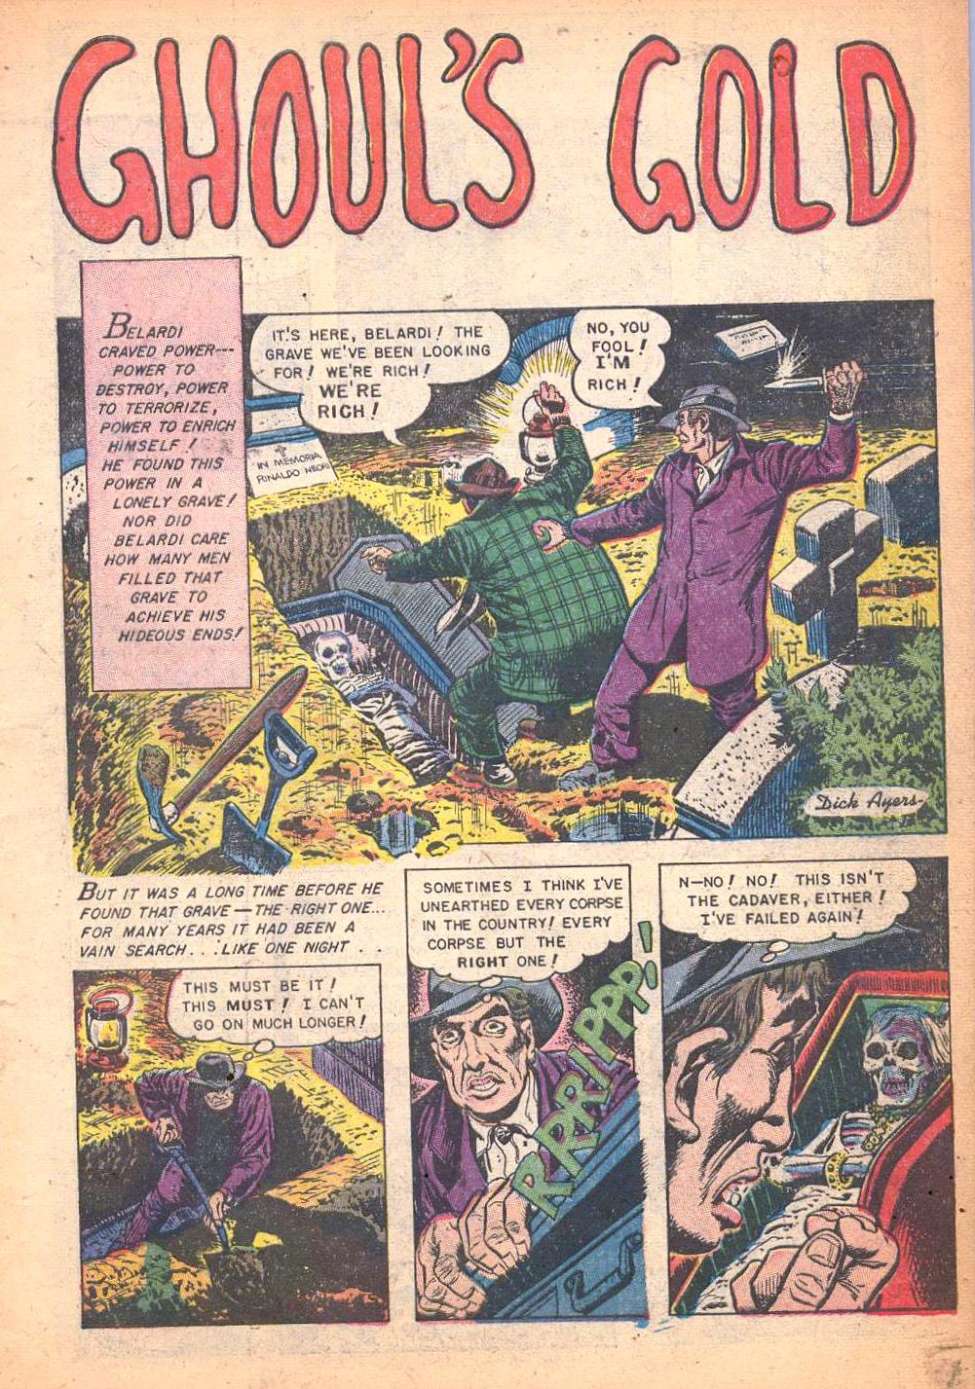 GHOUL'S GOLD
BELARDI
CRAVED POWER---
POWER TO
DESTROY, POWER
TO TERRORIZE,
POWER TO ENRICH
HIMSELF!
HE FOUND THIS
POWER IN A
LONELY GRAVE!
NOR DID
BELARDI CARE
HOW MANY MEN
FILLED THAT
GRAVE TO
ACHIEVE HIS
HIDEOUS ENDS!
IT'S HERE, BELARDI! THE
GRAVE WE'VE BEEN LOOKING
FOR! WE'RE RICH!
WE'RE
RICH!
NO, YOU
FOOL!
I'M
RICH!
IN MEMORIA
RINALDO
Dick Ayers-
BUT IT WAS A LONG TIME BEFORE HE
FOUND THAT GRAVE—THE RIGHT ONE...
FOR MANY YEARS IT HAD BEEN A
VAIN SEARCH...LIKE ONE NIGHT . .
THIS MUST BE IT!
THIS MUST! I CAN'T
GO ON MUCH LONGER!
SOMETIMES I THINK I'VE
UNEARTHED EVERY CORPSE
IN THE COUNTRY! EVERY
CORPSE BUT THE
RIGHT ONE!
RRRIPPP!!
N—NO! NO! THIS ISN'T
THE CADAVER, EITHER!
I'VE FAILED AGAIN!